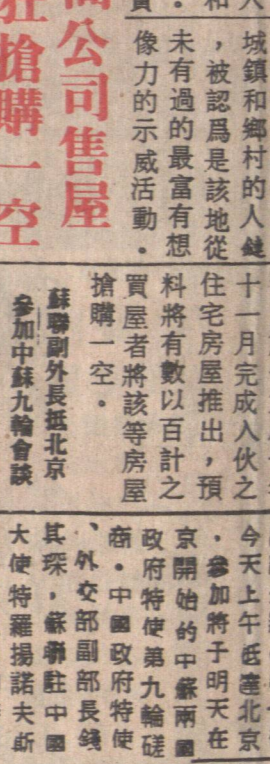 城鎮和鄉村的人鏈
，被認爲是該地從
未有過的最富有想
像力的示威活動。
公司售屋
搶購一空
十一月完成入伙之
住宅房屋推出，預
料將有數以百計之
買屋者將該等房屋
搶購一空。
蘇聯副外長抵北京
參加中蘇九輪會談
今天上午抵達北京
，參加將于明天在
京開始的中蘇兩國
政府特使第九輪磋
商。中國政府特使
、外交部副部長錢
其琛，蘇聯駐中國
大使特羅揚諾夫斯